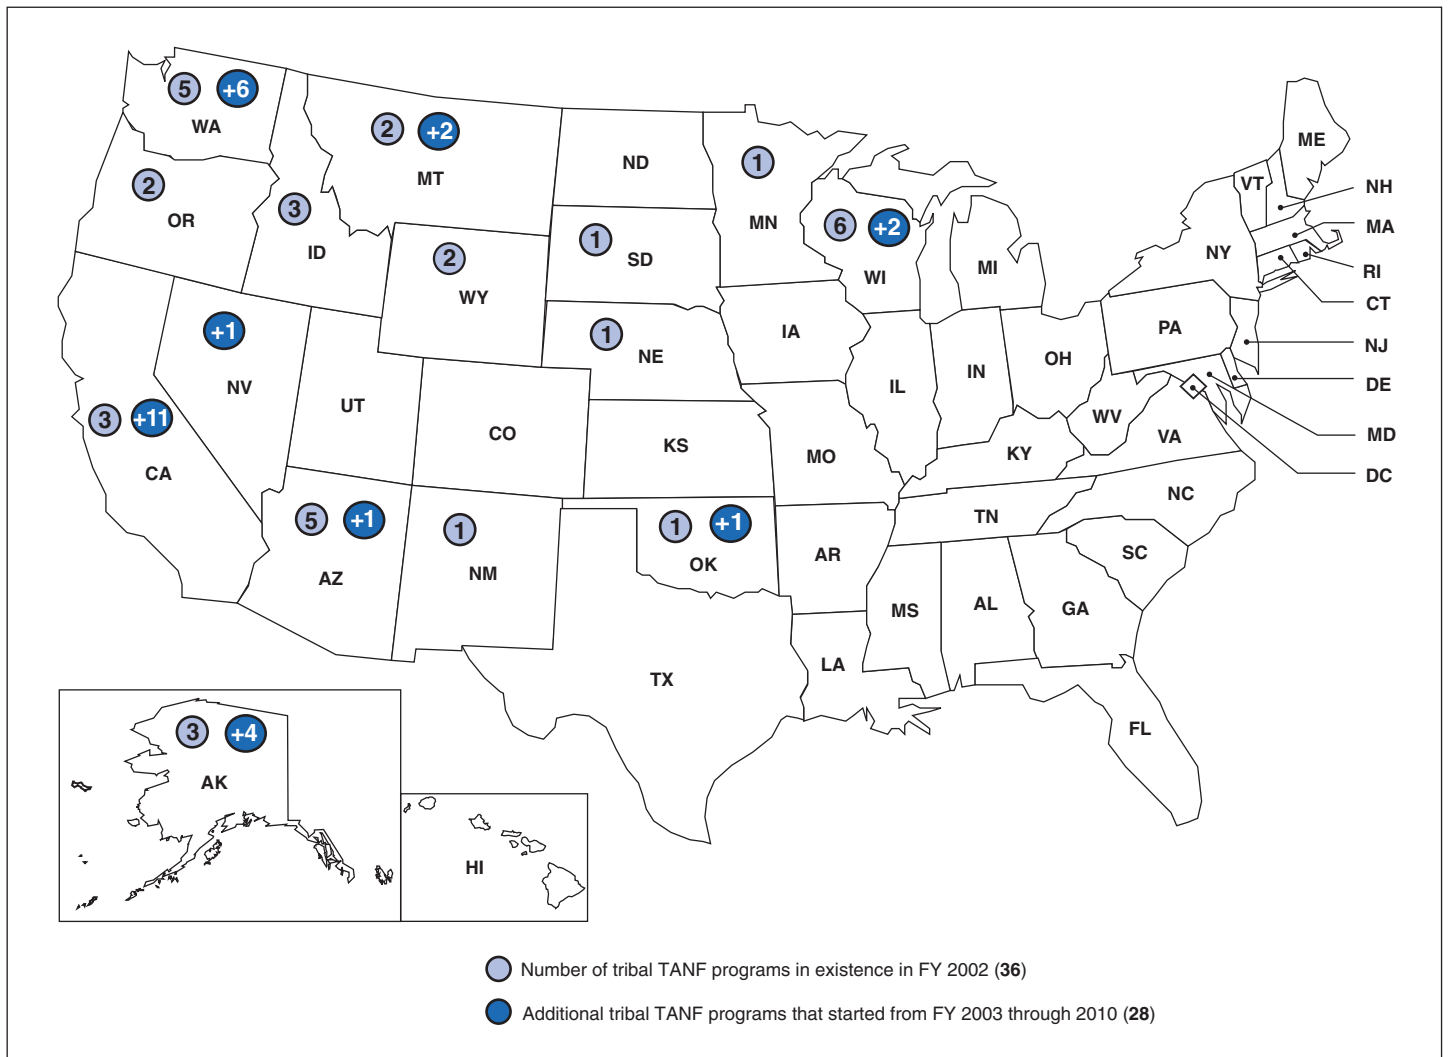 5 +6
WA
2 +2
MT
ND
1
MN
ME
VT
NH
MA
RI
CT
NY
2
OR
3
ID
1
SD
6 +2
WI
MI
2
WY
+1
NV
1
NE
IA
PA
NJ
DE
MD
DC
OH
IN
IL
UT
CO
KS
MO
WV
VA
KY
3 +11
CA
NC
TN
5 +1
AZ
1
NM
1 +1
OK
AR
SC
MS
AL
GA
LA
TX
FL
3 +4
AK
HI
Number of tribal TANF programs in existence in FY 2002 (36)
Additional tribal TANF programs that started from FY 2003 through 2010 (28)